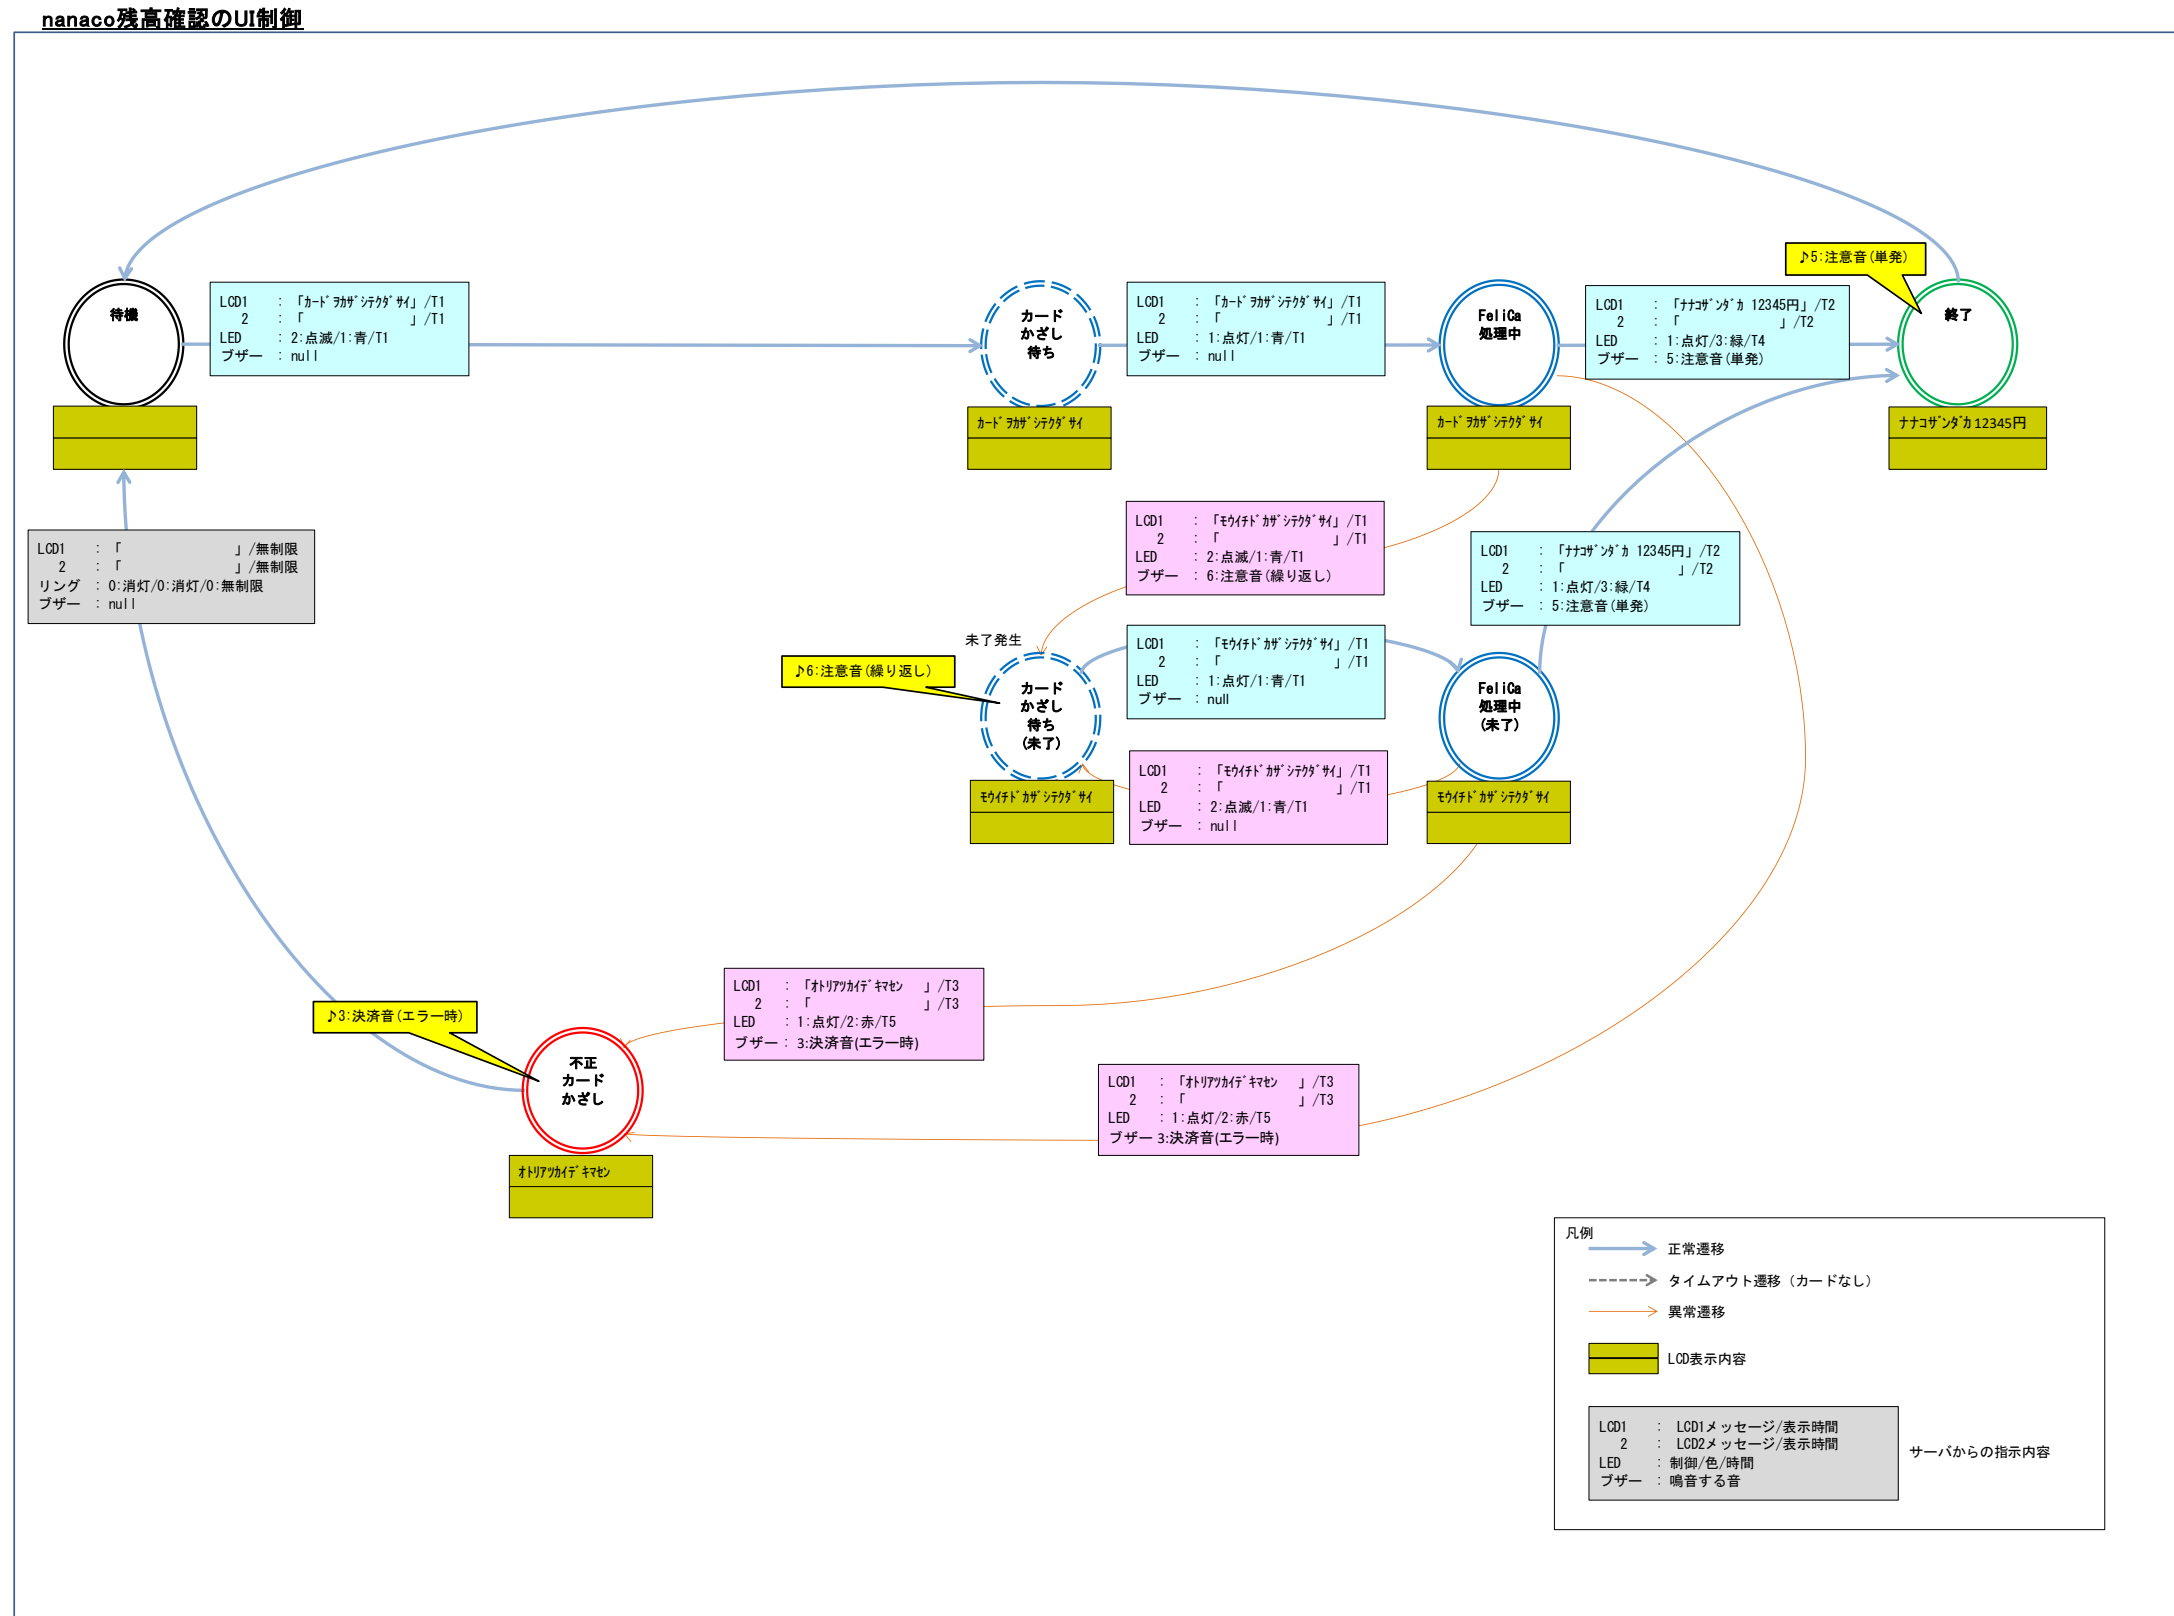 nanaco残高確認のUI制御
♪5:注意音(単発)
待機
LCD1 : 「ｶｰﾄﾞｦｶｻﾞｼﾃｸﾀﾞｻｲ」/T1
2 : 「 」/T1
LED : 2:点滅/1:青/T1
ブザー : null
カード
かざし
待ち
ｶｰﾄﾞｦｶｻﾞｼﾃｸﾀﾞｻｲ
LCD1 : 「ｶｰﾄﾞｦｶｻﾞｼﾃｸﾀﾞｻｲ」/T1
2 : 「 」/T1
LED : 1:点灯/1:青/T1
ブザー : null
FeliCa
処理中
ｶｰﾄﾞｦｶｻﾞｼﾃｸﾀﾞｻｲ
LCD1 : 「ﾅﾅｺｻﾞﾝﾀﾞｶ 12345円」/T2
2 : 「 」/T2
LED : 1:点灯/3:緑/T4
ブザー : 5:注意音(単発)
終了
ﾅﾅｺｻﾞﾝﾀﾞｶ 12345円
LCD1 : 「 」/無制限
2 : 「 」/無制限
リング : 0:消灯/0:消灯/0:無制限
ブザー : null
LCD1 : 「ﾓｳｲﾁﾄﾞｶｻﾞｼﾃｸﾀﾞｻｲ」/T1
2 : 「 」/T1
LED : 2:点滅/1:青/T1
ブザー : 6:注意音(繰り返し)
LCD1 : 「ﾅﾅｺｻﾞﾝﾀﾞｶ 12345円」/T2
2 : 「 」/T2
LED : 1:点灯/3:緑/T4
ブザー : 5:注意音(単発)
未了発生
♪6:注意音(繰り返し)
カード
かざし
待ち
(未了)
ﾓｳｲﾁﾄﾞｶｻﾞｼﾃｸﾀﾞｻｲ
LCD1 : 「ﾓｳｲﾁﾄﾞｶｻﾞｼﾃｸﾀﾞｻｲ」/T1
2 : 「 」/T1
LED : 1:点灯/1:青/T1
ブザー : null
FeliCa
処理中
(未了)
ﾓｳｲﾁﾄﾞｶｻﾞｼﾃｸﾀﾞｻｲ
LCD1 : 「ﾓｳｲﾁﾄﾞｶｻﾞｼﾃｸﾀﾞｻｲ」/T1
2 : 「 」/T1
LED : 2:点滅/1:青/T1
ブザー : null
LCD1 : 「ｵﾄﾘｱﾂｶｲﾃﾞｷﾏｾﾝ 」/T3
2 : 「 」/T3
LED : 1:点灯/2:赤/T5
ブザー : 3:決済音(エラー時)
♪3:決済音(エラー時)
不正
カード
かざし
ｵﾄﾘｱﾂｶｲﾃﾞｷﾏｾﾝ
LCD1 : 「ｵﾄﾘｱﾂｶｲﾃﾞｷﾏｾﾝ 」/T3
2 : 「 」/T3
LED : 1:点灯/2:赤/T5
ブザー 3:決済音(エラー時)
凡例
正常遷移
タイムアウト遷移（カードなし）
異常遷移
LCD表示内容
LCD1 : LCD1メッセージ/表示時間
2 : LCD2メッセージ/表示時間
LED : 制御/色/時間
ブザー : 鳴音する音
サーバからの指示内容